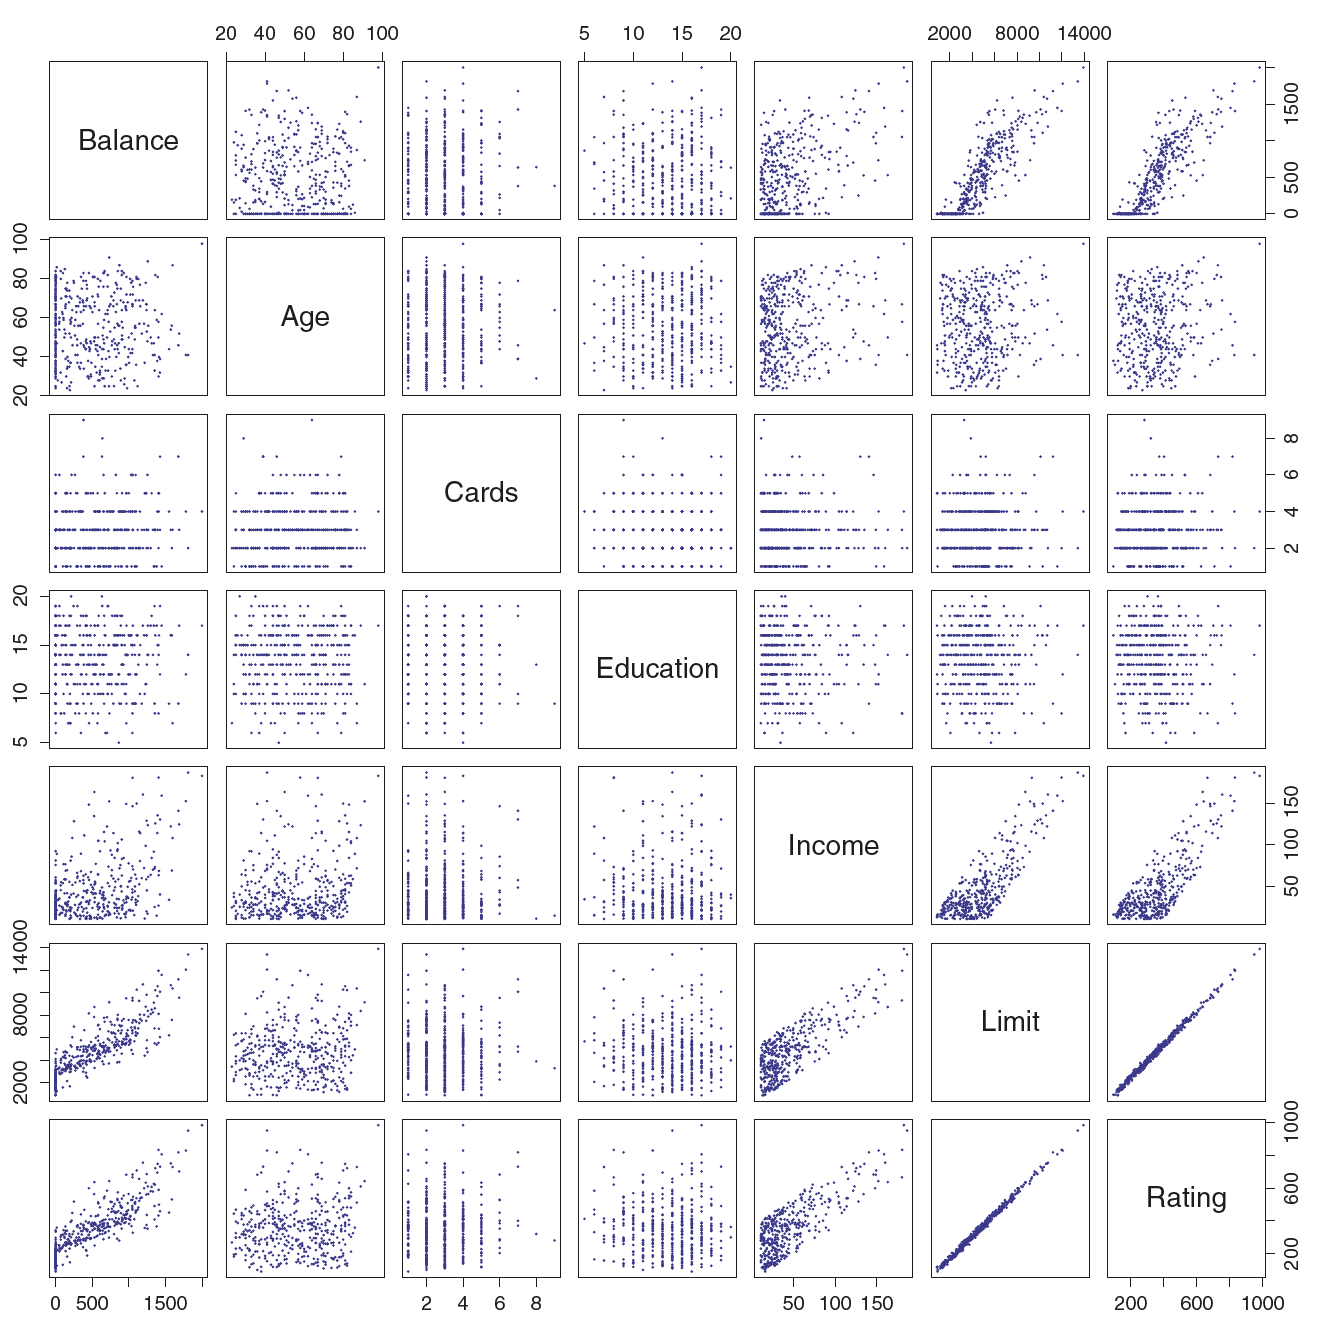 20 40 60 80 100 5 10 15 20 2000 8000 14000
Balance
0 500 1500
20 40 60 80 100
Age
Cards
2 4 6 8
5 10 15 20
Education
Income
50 100 150
2000 8000 14000
Limit
Rating
200 600 1000
0 500 1500 2 4 6 8 50 100 150 200 600 1000